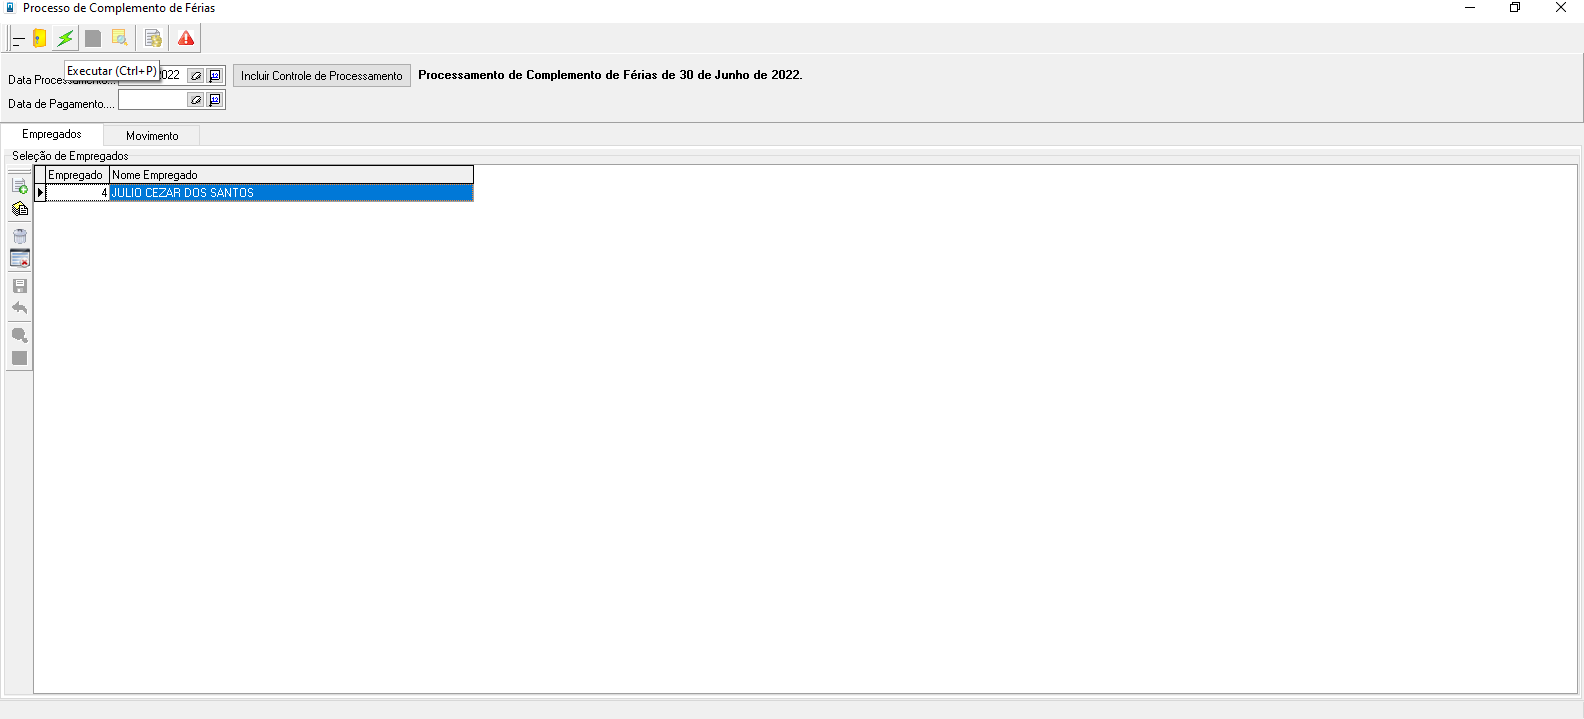 Processo de Complemento de Férias
Executar (Ctrl+P)
Data Processamento... 2022 Incluir Controle de Processamento Processamento de Complemento de Férias de 30 de Junho de 2022.
Data de Pagamento....
Empregados Movimento
Seleção de Empregados
Empregado Nome Empregado
4 JULIO CEZAR DOS SANTOS